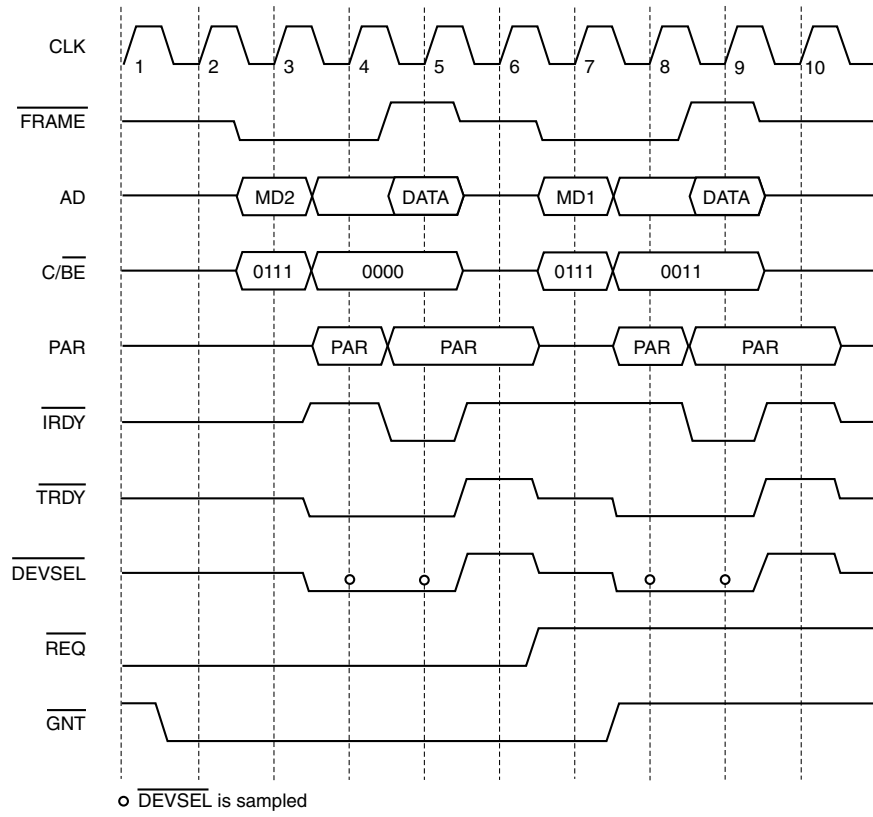 CLK
1 2 3 4 5 6 7 8 9 10
FRAME
AD MD2 DATA MD1 DATA
C/BE 0111 0000 0111 0011
PAR PAR PAR PAR PAR
IRDY
TRDY
DEVSEL
REQ
GNT
DEVSEL is sampled